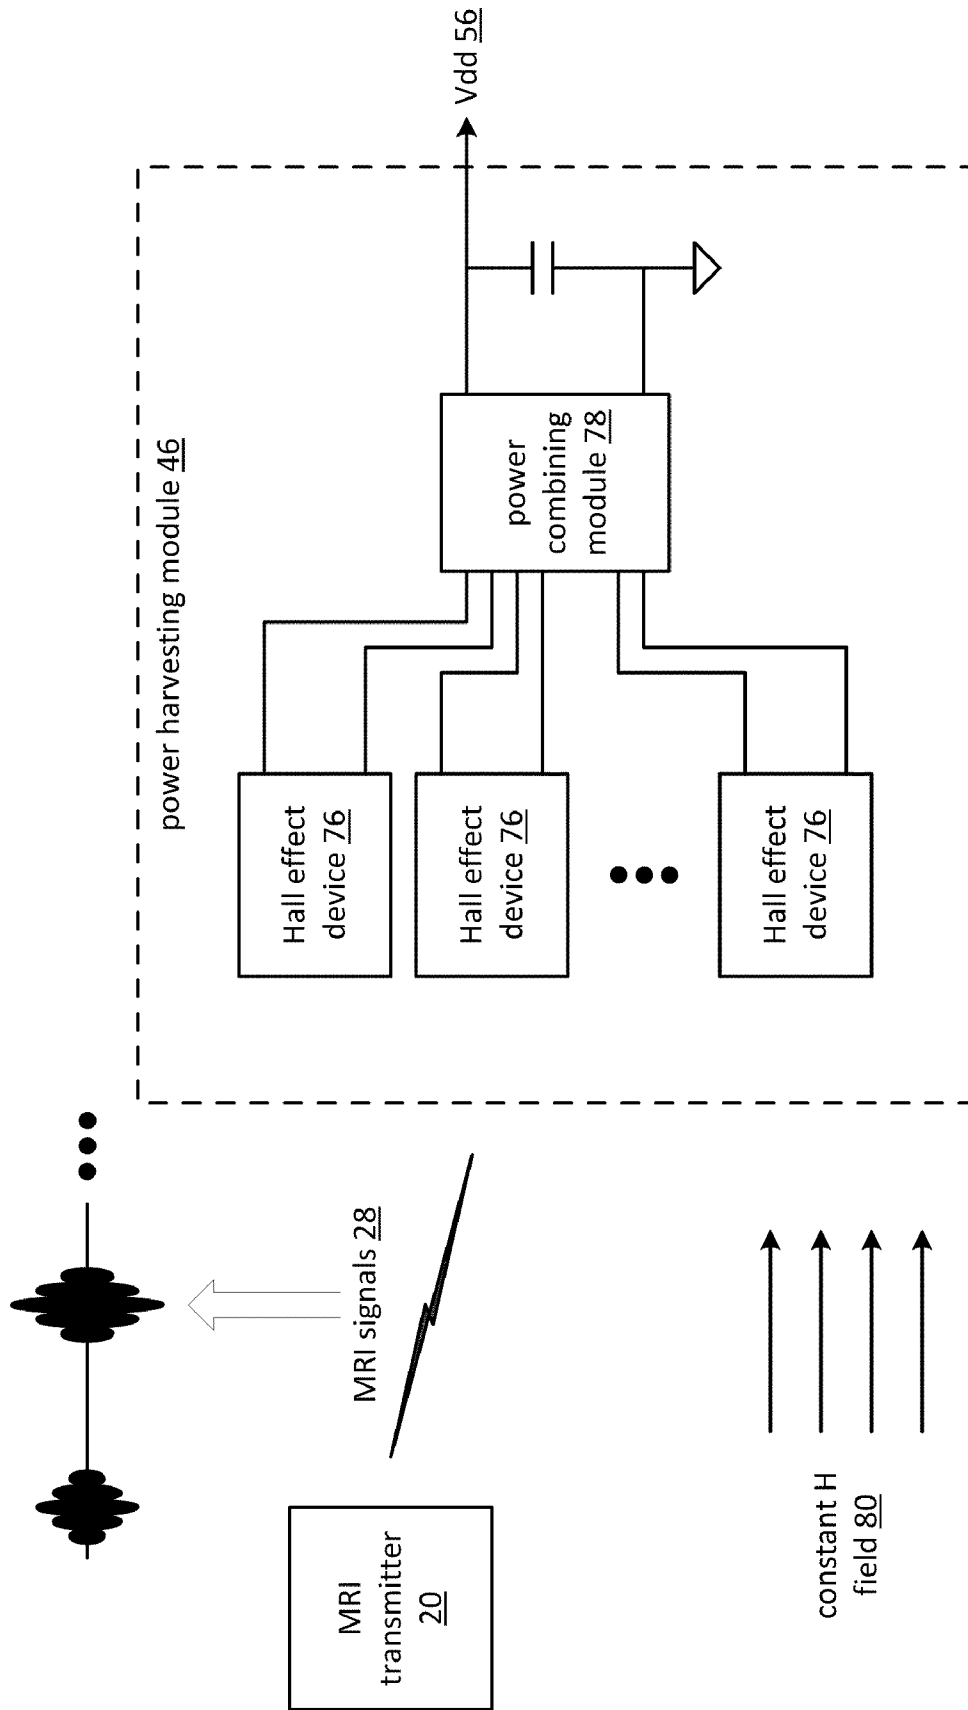 MRI
transmitter
20
MRI signals 28
constant H
field 80
power harvesting module 46
Hall effect
device 76
Hall effect
device 76
Hall effect
device 76
power
combining
module 78
Vdd 56